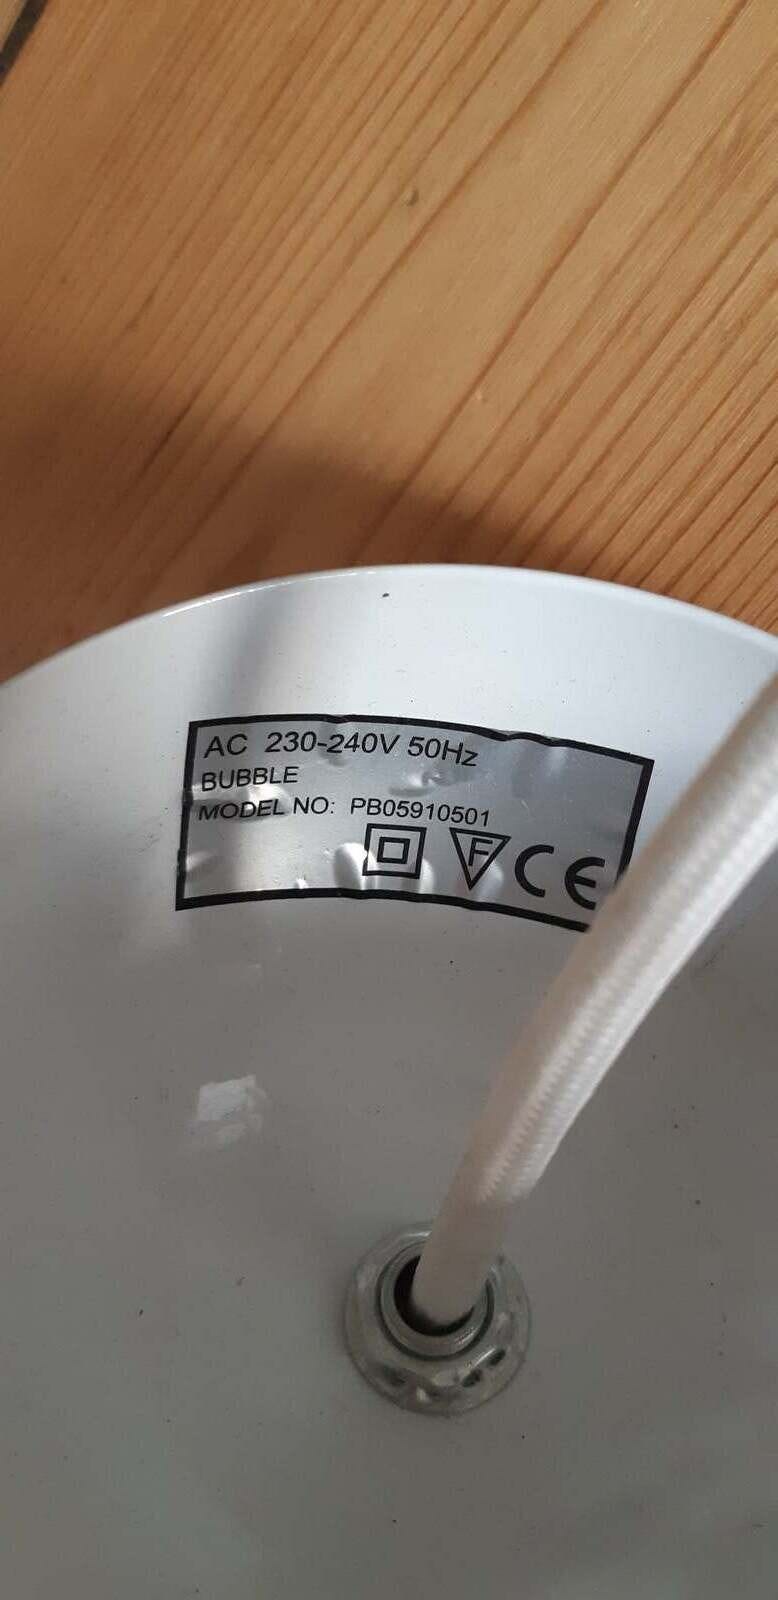 AC 230-240V 50Hz
BUBBLE
MODEL NO: PB05910501
F CE